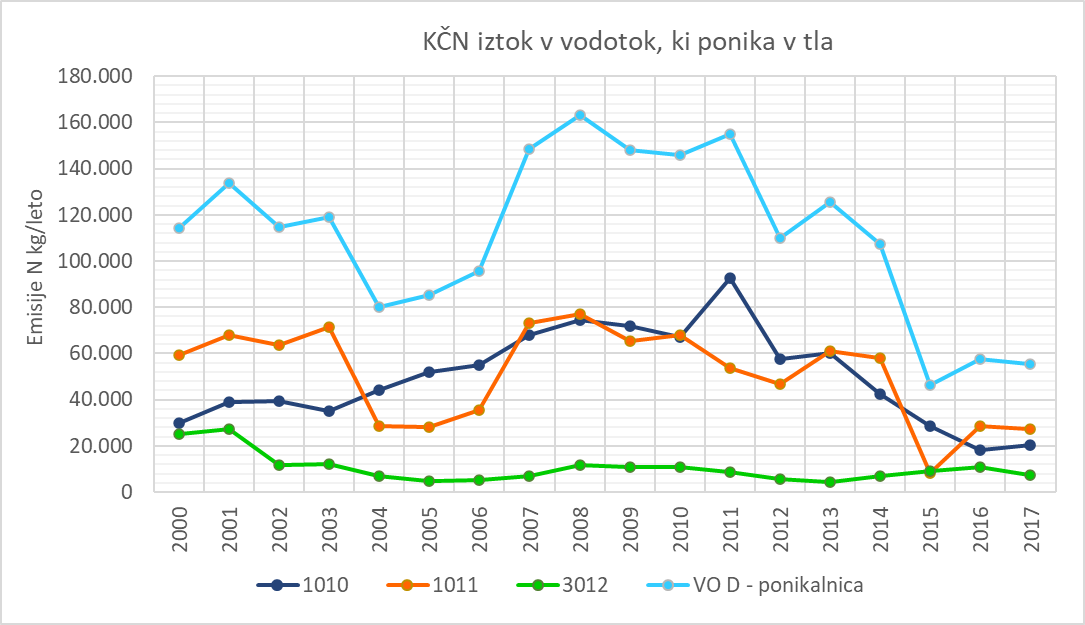 KČN iztok v vodotok, ki ponika v tla
Emisije N kg/leto
180.000
160.000
140.000
120.000
100.000
80.000
60.000
40.000
20.000
0
2000 2001 2002 2003 2004 2005 2006 2007 2008 2009 2010 2011 2012 2013 2014 2015 2016 2017
1010 1011 3012 VO D - ponikalnica